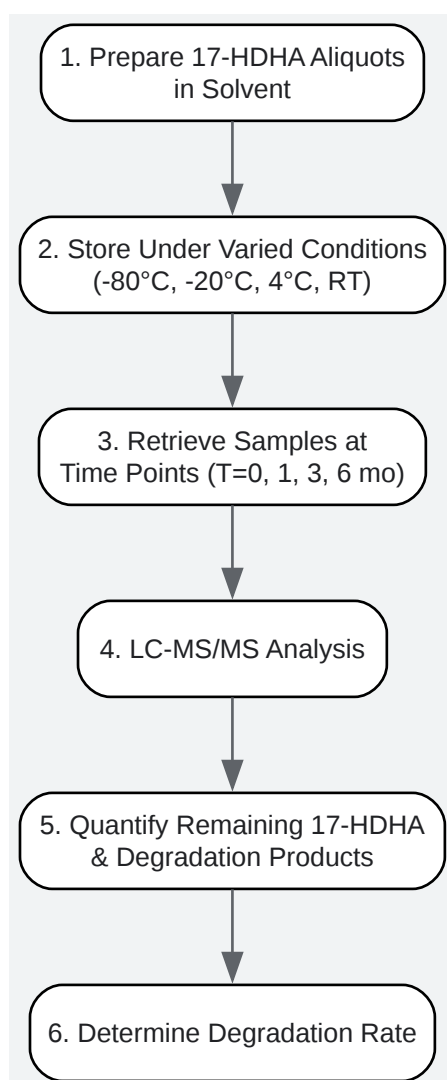 1. Prepare 17-HDHA Aliquots
in Solvent
2. Store Under Varied Conditions
(-80°C, -20°C, 4°C, RT)
3. Retrieve Samples at
Time Points (T=0, 1, 3, 6 mo)
4. LC-MS/MS Analysis
5. Quantify Remaining 17-HDHA
& Degradation Products
6. Determine Degradation Rate